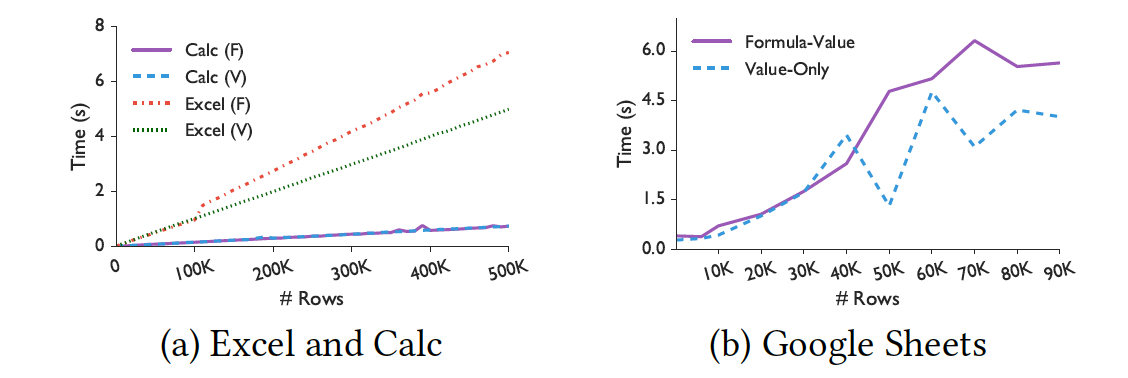 8
6
4
2
0
Time (s)
Calc (F)
Calc (V)
Excel (F)
Excel (V)
0
100K
200K
300K
400K
500K
# Rows
(a) Excel and Calc
6.0
4.5
3.0
1.5
0.0
Time (s)
Formula-Value
Value-Only
10K
20K
30K
40K
50K
60K
70K
80K
90K
# Rows
(b) Google Sheets